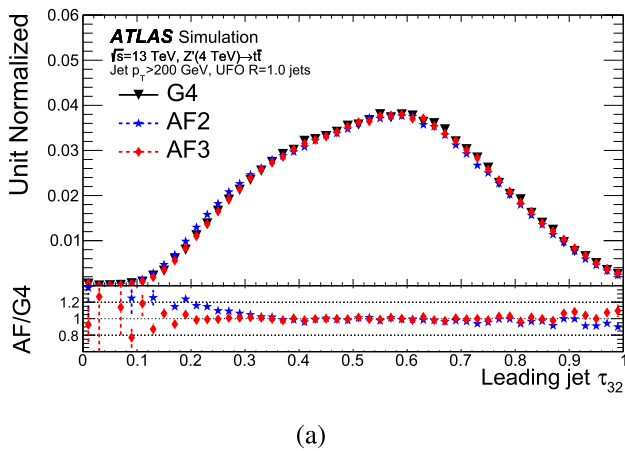 0.06
ATLAS Simulation
√s=13 TeV, Z'(4 TeV)→tt̄
Jet p_T>200 GeV, UFO R=1.0 jets
G4
AF2
AF3
Unit Normalized
0.05
0.04
0.03
0.02
0.01
AF/G4
1.2
1
0.8
0 0.1 0.2 0.3 0.4 0.5 0.6 0.7 0.8 0.9 1
Leading jet τ_32
(a)